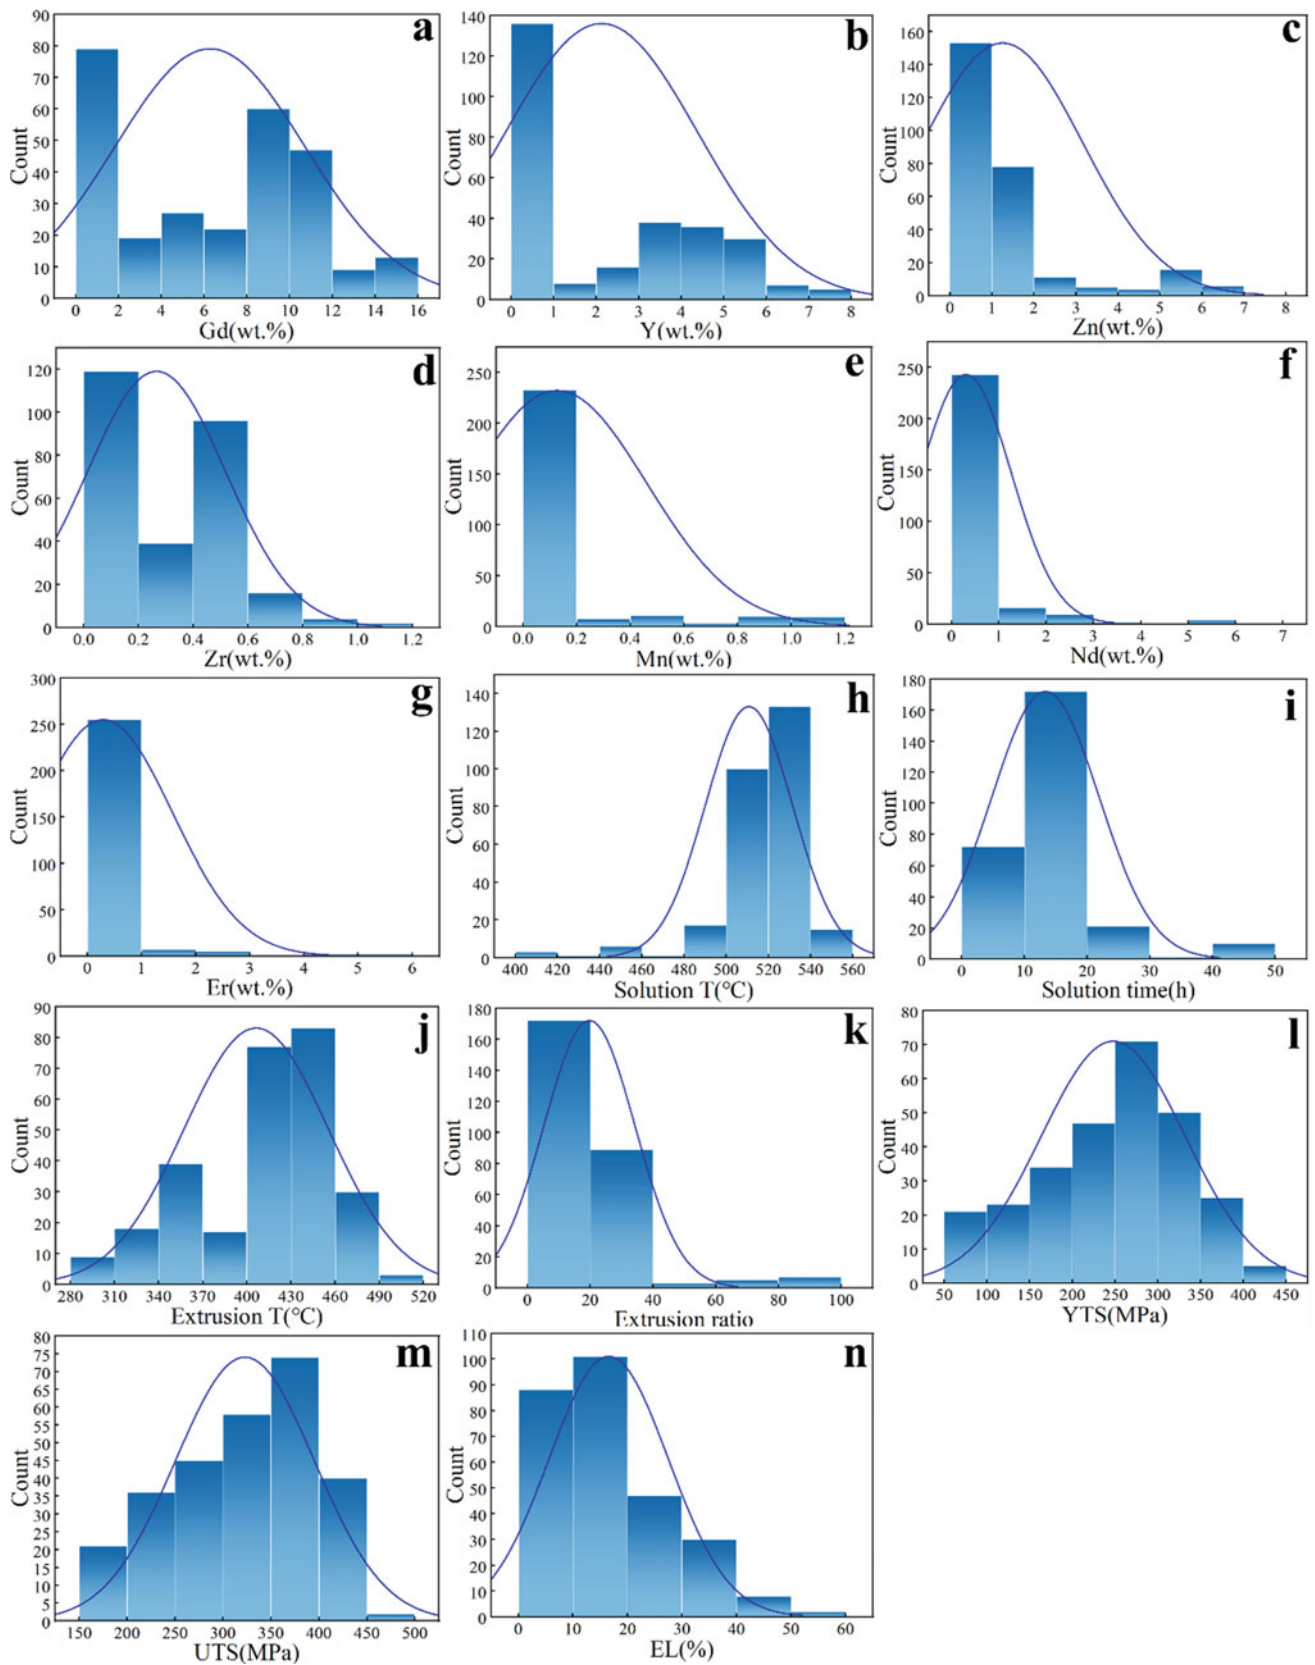 a
90
80
70
60
50
40
30
20
10
0
Count
0 2 4 6 8 10 12 14 16
Gd(wt.%)
b
140
120
100
80
60
40
20
0
Count
0 1 2 3 4 5 6 7 8
Y(wt.%)
c
160
140
120
100
80
60
40
20
0
Count
0 1 2 3 4 5 6 7 8
Zn(wt.%)
d
120
100
80
60
40
20
0
Count
0.0 0.2 0.4 0.6 0.8 1.0 1.2
Zr(wt.%)
e
250
200
150
100
50
0
Count
0.0 0.2 0.4 0.6 0.8 1.0 1.2
Mn(wt.%)
f
250
200
150
100
50
0
Count
0 1 2 3 4 5 6 7
Nd(wt.%)
g
300
250
200
150
100
50
0
Count
0 1 2 3 4 5 6
Er(wt.%)
h
140
120
100
80
60
40
20
0
Count
400 420 440 460 480 500 520 540 560
Solution T(°C)
i
180
160
140
120
100
80
60
40
20
0
Count
0 10 20 30 40 50
Solution time(h)
j
90
80
70
60
50
40
30
20
10
0
Count
280 310 340 370 400 430 460 490 520
Extrusion T(°C)
k
180
160
140
120
100
80
60
40
20
0
Count
0 20 40 60 80 100
Extrusion ratio
l
80
70
60
50
40
30
20
10
0
Count
50 100 150 200 250 300 350 400 450
YTS(MPa)
m
80
75
70
65
60
55
50
45
40
35
30
25
20
15
10
5
0
Count
150 200 250 300 350 400 450 500
UTS(MPa)
n
110
100
90
80
70
60
50
40
30
20
10
0
Count
0 10 20 30 40 50 60
EL(%)